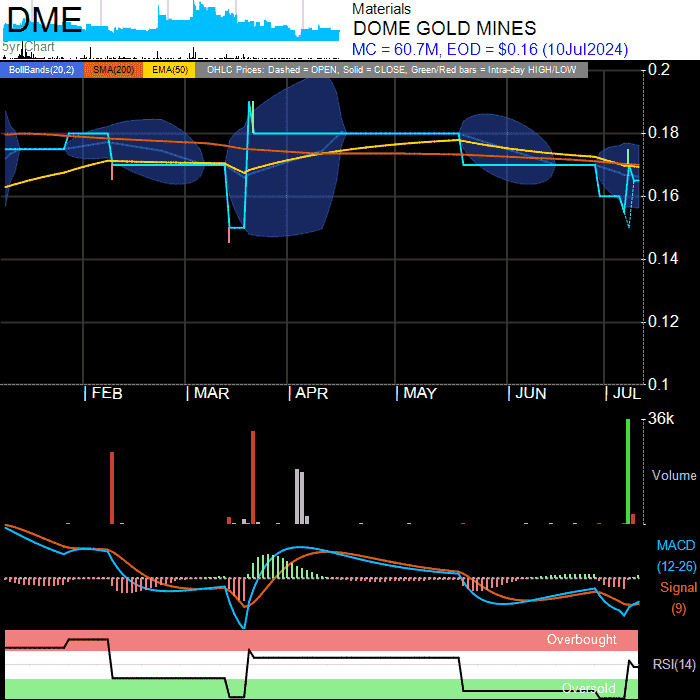 DME
5yr Chart
Materials
DOME GOLD MINES
MC = 60.7M, EOD = $0.16 (10Jul2024)
BollBands(20,2) SMA(200) EMA(50) OHLC Prices: Dashed = OPEN, Solid = CLOSE, Green/Red bars = Intra-day HIGH/LOW
0.2
0.18
0.16
0.14
0.12
0.1
FEB MAR APR MAY JUN JUL
36k
Volume
MACD
(12-26)
Signal
(9)
Overbought
RSI(14)
Oversold